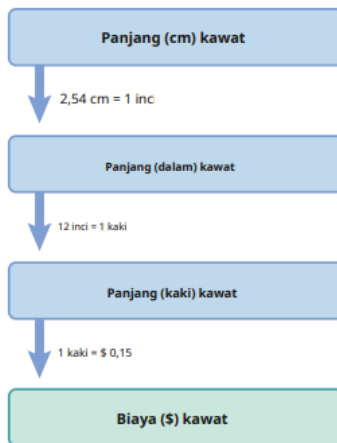 Panjang (cm) kawat
2,54 cm = 1 inci
Panjang (dalam) kawat
12 inci = 1 kaki
Panjang (kaki) kawat
1 kaki = $ 0,15
Biaya ($) kawat